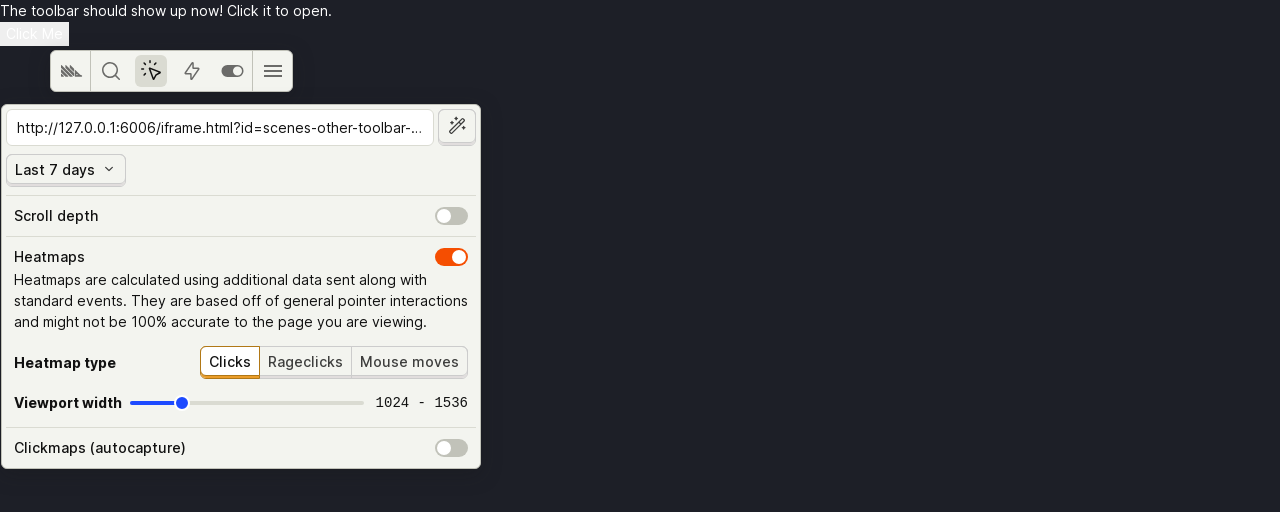 The toolbar should show up now! Click it to open.
Click Me
http://127.0.0.1:6006/iframe.html?id=scenes-other-toolbar-...
Last 7 days
Scroll depth
Heatmaps
Heatmaps are calculated using additional data sent along with
standard events. They are based off of general pointer interactions
and might not be 100% accurate to the page you are viewing.
Heatmap type Clicks Rageclicks Mouse moves
Viewport width 1024 - 1536
Clickmaps (autocapture)